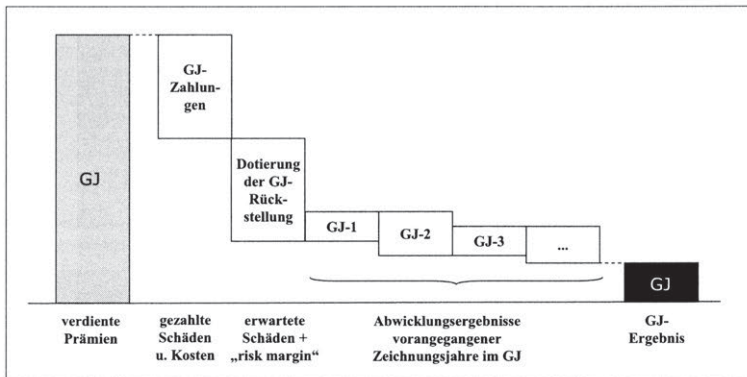 GJ
GJ-
Zahlun-
gen
Dotierung
der GJ-
Rück-
stellung
GJ-1
GJ-2
GJ-3
...
GJ
verdiente
Prämien
gezahlte
Schäden
u. Kosten
erwartete
Schäden +
„risk margin“
Abwicklungsergebnisse
vorangegangener
Zeichnungsjahre im GJ
GJ-
Ergebnis